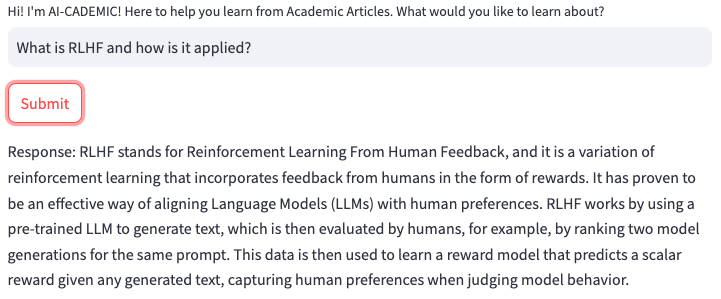 Hi! I'm AI-CADEMIC! Here to help you learn from Academic Articles. What would you like to learn about?
What is RLHF and how is it applied?
Submit
Response: RLHF stands for Reinforcement Learning From Human Feedback, and it is a variation of
reinforcement learning that incorporates feedback from humans in the form of rewards. It has proven to
be an effective way of aligning Language Models (LLMs) with human preferences. RLHF works by using a
pre-trained LLM to generate text, which is then evaluated by humans, for example, by ranking two model
generations for the same prompt. This data is then used to learn a reward model that predicts a scalar
reward given any generated text, capturing human preferences when judging model behavior.